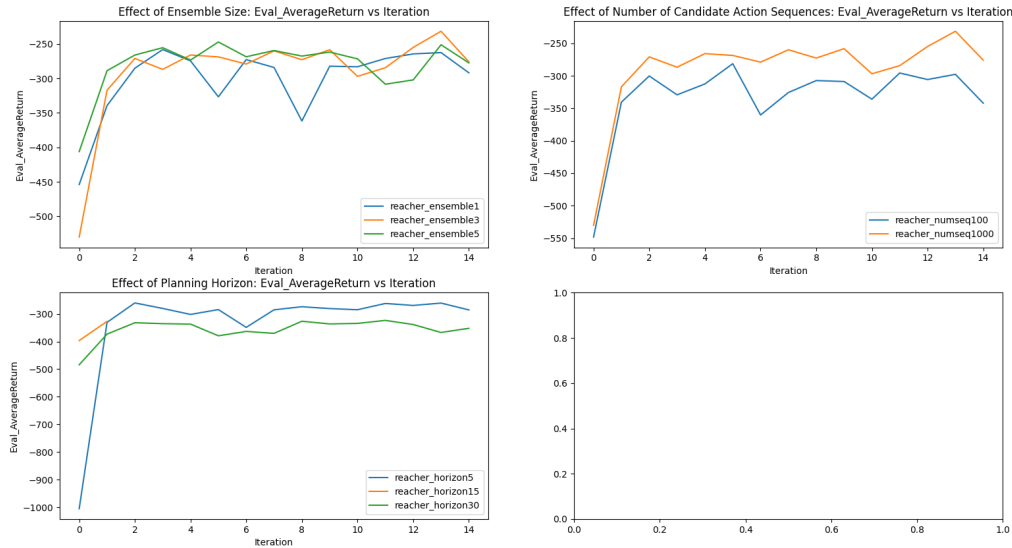 Effect of Ensemble Size: Eval_AverageReturn vs Iteration
Eval_AverageReturn
−250
−300
−350
−400
−450
−500
reacher_ensemble1
reacher_ensemble3
reacher_ensemble5
0 2 4 6 8 10 12 14
Iteration
Effect of Number of Candidate Action Sequences: Eval_AverageReturn vs Iteration
Eval_AverageReturn
−250
−300
−350
−400
−450
−500
−550
reacher_numseq100
reacher_numseq1000
0 2 4 6 8 10 12 14
Iteration
Effect of Planning Horizon: Eval_AverageReturn vs Iteration
Eval_AverageReturn
−300
−400
−500
−600
−700
−800
−900
−1000
reacher_horizon5
reacher_horizon15
reacher_horizon30
0 2 4 6 8 10 12 14
Iteration
1.0
0.8
0.6
0.4
0.2
0.0
0.0 0.2 0.4 0.6 0.8 1.0